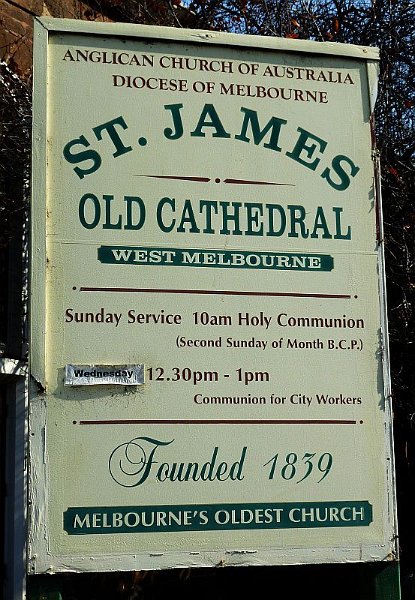 ANGLICAN CHURCH OF AUSTRALIA
DIOCESE OF MELBOURNE
ST. JAMES
OLD CATHEDRAL
WEST MELBOURNE
Sunday Service 10am Holy Communion
(Second Sunday of Month B.C.P.)
Wednesday 12.30pm - 1pm
Communion for City Workers
Founded 1839
MELBOURNE'S OLDEST CHURCH